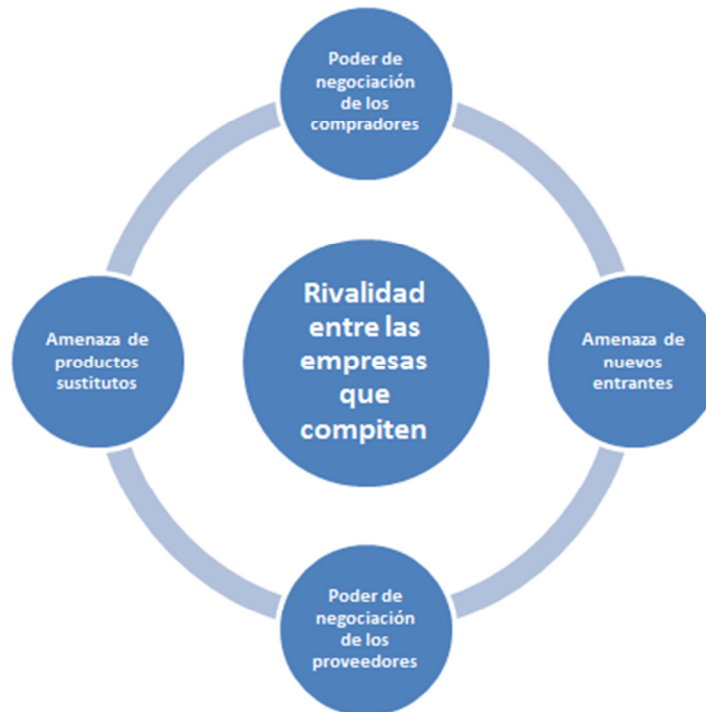 Poder de
negociación
de los
compradores
Amenaza de
productos
sustitutos
Rivalidad
entre las
empresas
que
compiten
Amenaza de
nuevos
entrantes
Poder de
negociación
de los
proveedores